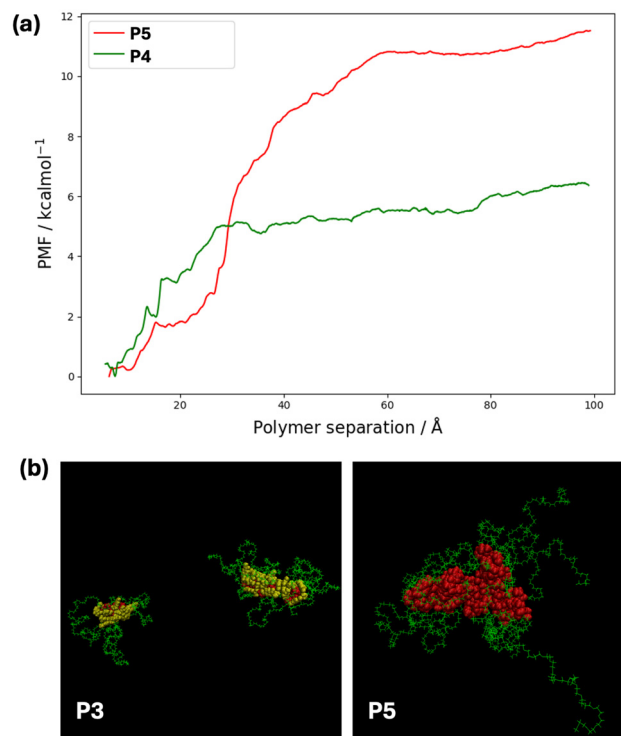 (a)
P5
P4
12
10
8
6
4
2
0
PMF / kcalmol⁻¹
20 40 60 80 100
Polymer separation / Å
(b)
P3 P5